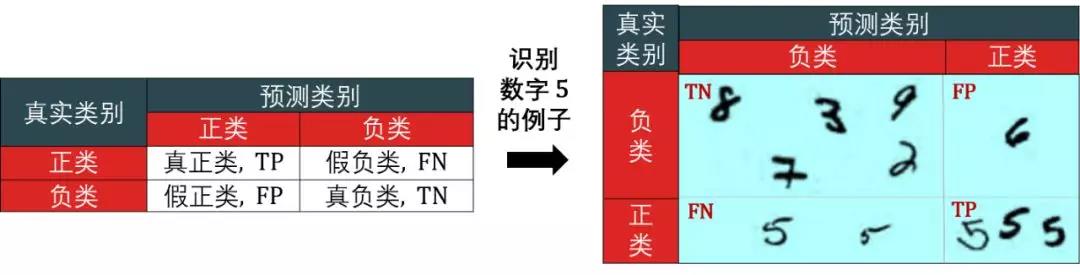 真实类别 预测类别
正类 负类
正类 真正类, TP 假负类, FN
负类 假正类, FP 真负类, TN
识别
数字 5
的例子
真实
类别
预测类别
负类 正类
负类
TN 8 3 9
7 2
FP
6
正类
FN 5 5
TP 5 5 5